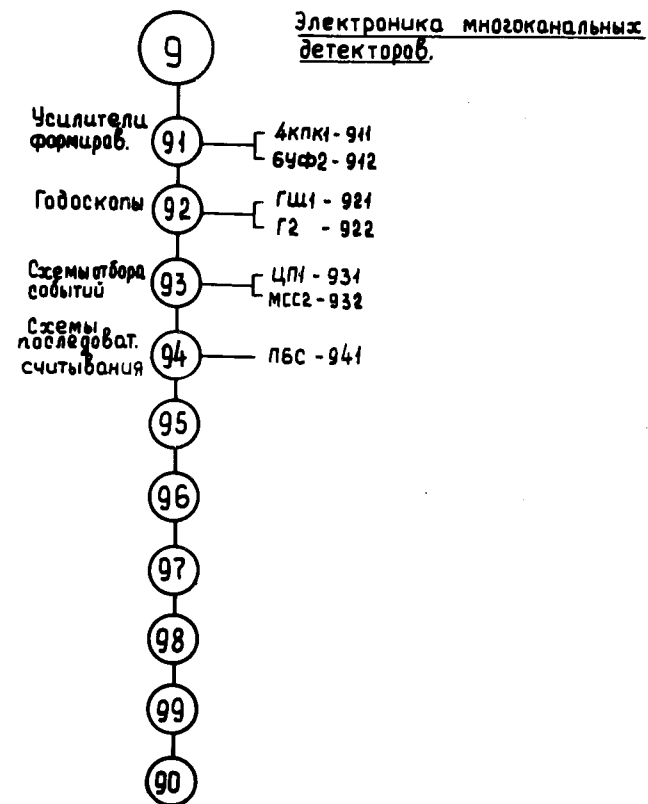 9
Электроника многоканальных
детекторов.
Усилители
формиров.
91
4КПК1-911
6УФ2-912
Годоскопы
92
ГШ1-921
Г2 -922
Схемы отбора
событий
93
ЦП1-931
МСС2-932
Схемы
последоват.
считывания
94
ПБС-941
95
96
97
98
99
90